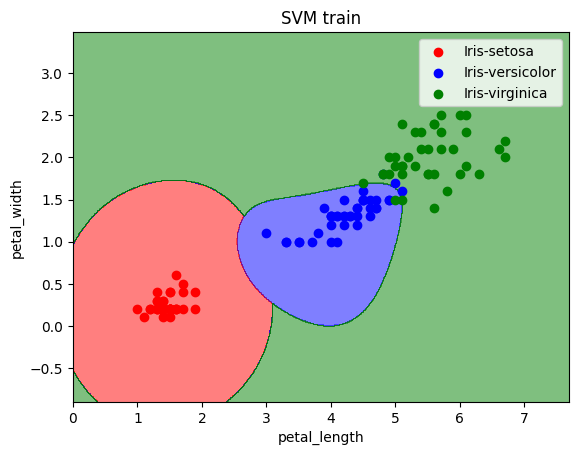 SVM train
Iris-setosa
Iris-versicolor
Iris-virginica
petal_width
3.0
2.5
2.0
1.5
1.0
0.5
0.0
−0.5
0
1
2
3
4
5
6
7
petal_length